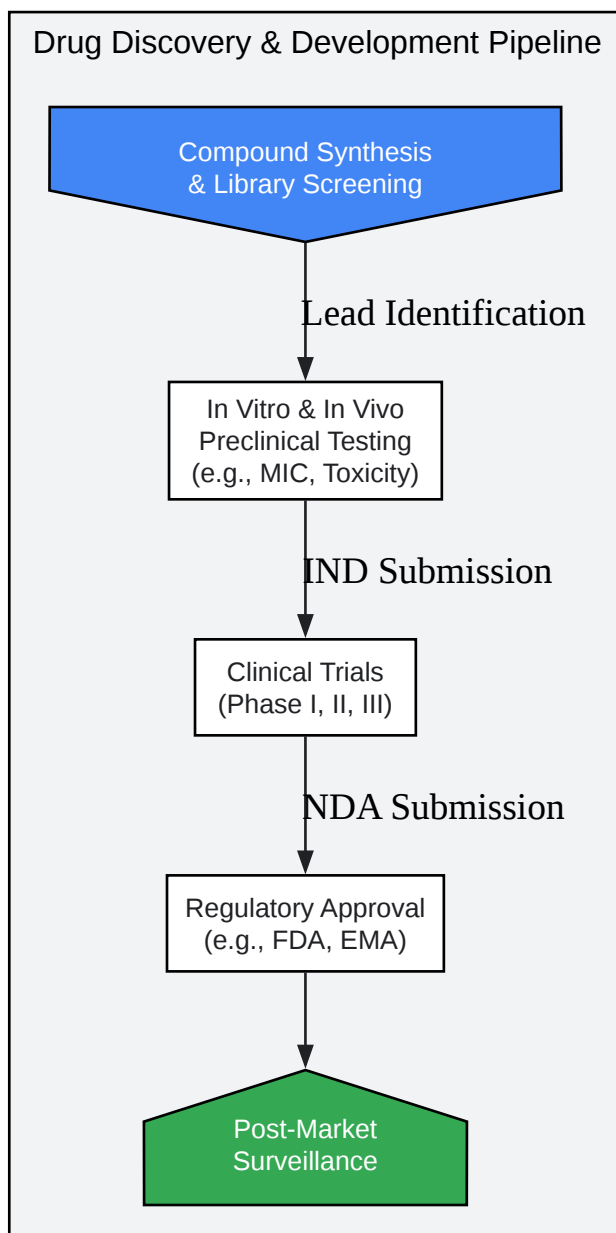 Drug Discovery & Development Pipeline
Compound Synthesis
& Library Screening
Lead Identification
In Vitro & In Vivo
Preclinical Testing
(e.g., MIC, Toxicity)
IND Submission
Clinical Trials
(Phase I, II, III)
NDA Submission
Regulatory Approval
(e.g., FDA, EMA)
Post-Market
Surveillance